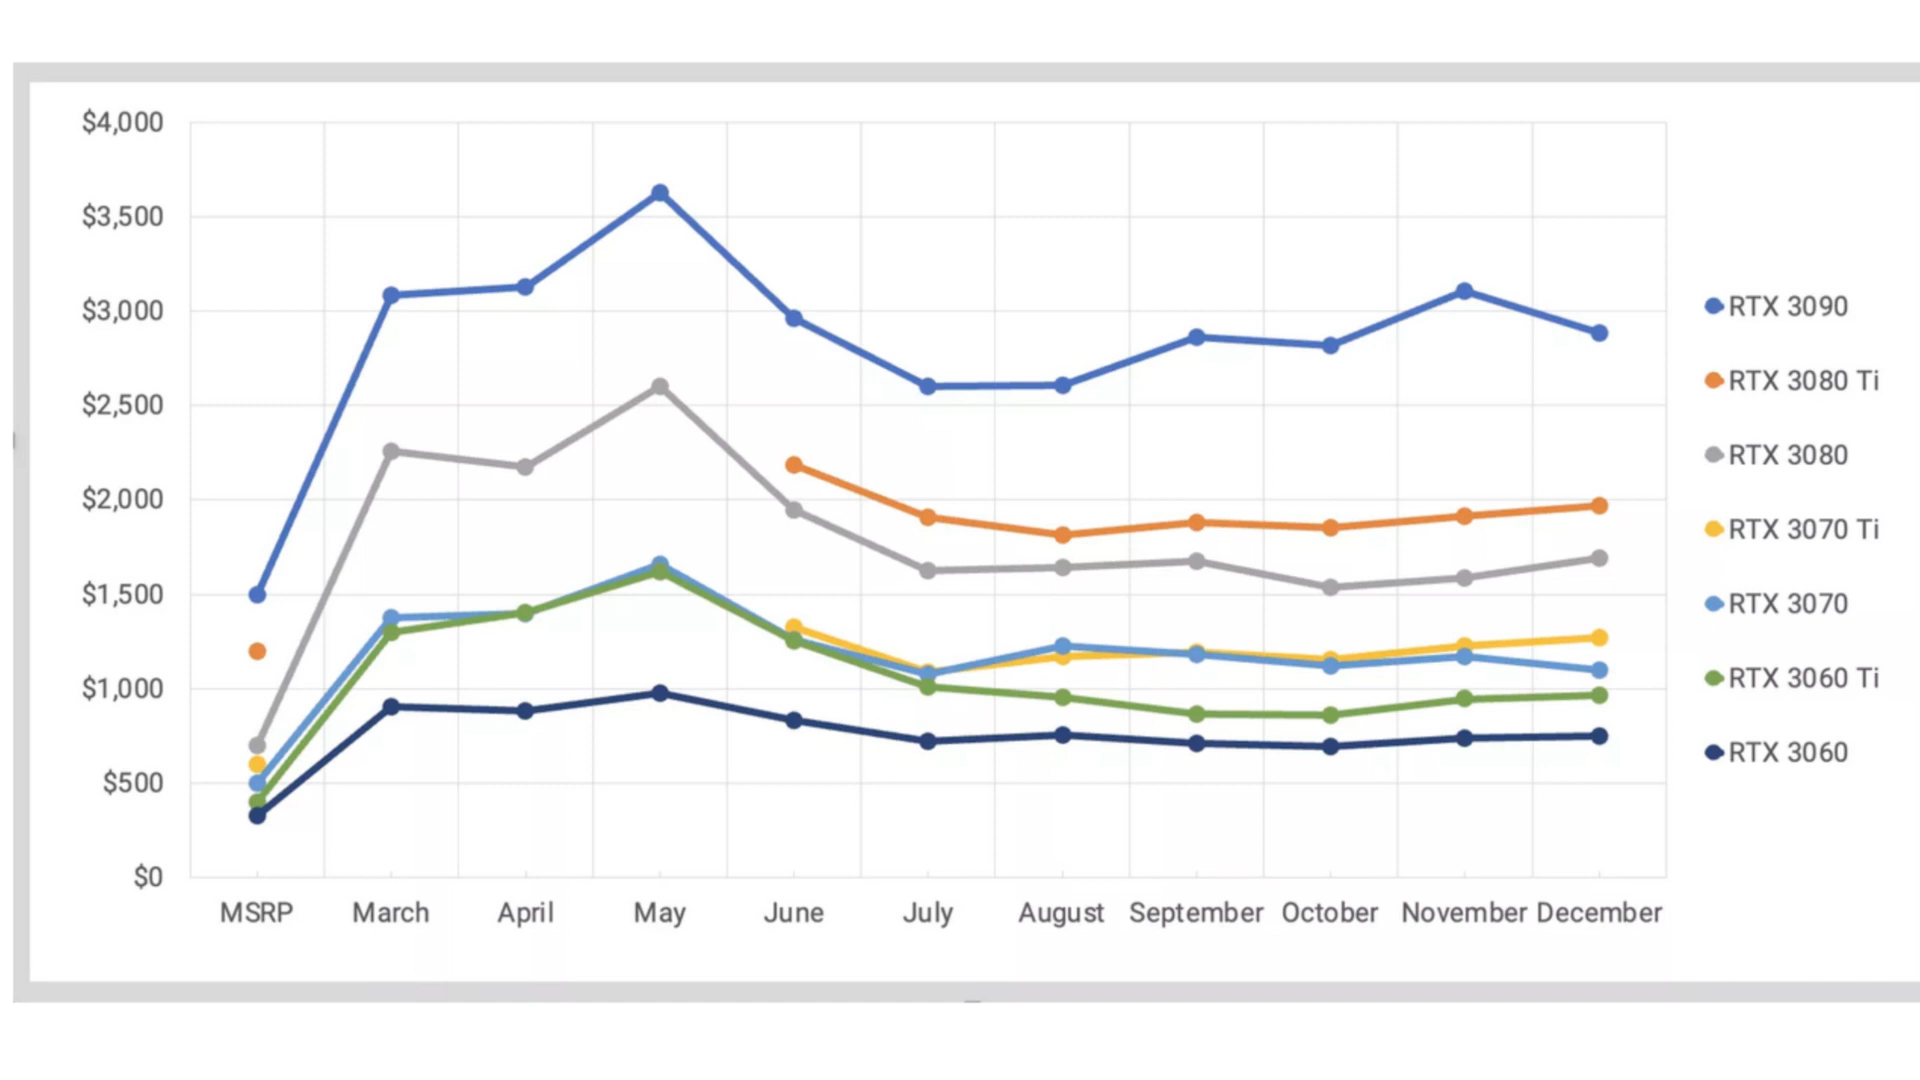 $4,000
$3,500
$3,000
$2,500
$2,000
$1,500
$1,000
$500
$0
MSRP March April May June July August September October November December
RTX 3090
RTX 3080 Ti
RTX 3080
RTX 3070 Ti
RTX 3070
RTX 3060 Ti
RTX 3060